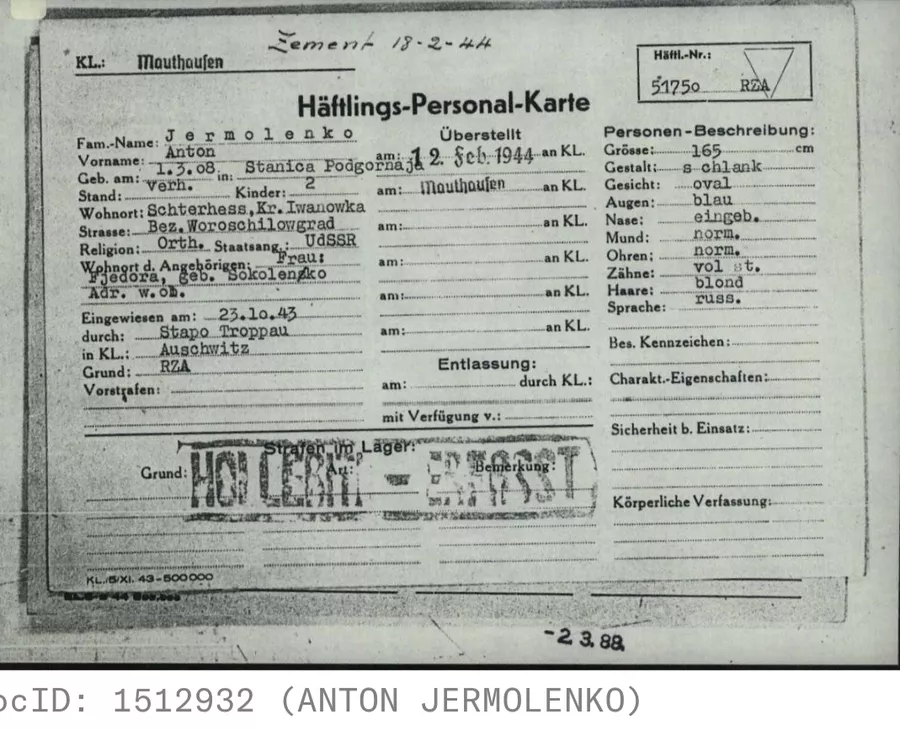 Zement 18-2-44
KL.: Mauthausen
Häftl.-Nr.:
51750 RZA
Häftlings-Personal-Karte
Fam.-Name: Jermolenko
Vorname: Anton
Geb. am: 1.3.08. in: Stanica Podgornaja
Stand: verh. Kinder: 2
Wohnort: Schterhess,Kr.Iwanowka
Strasse: Bez.Woroschilowgrad
Religion: Orth. Staatsang.: UdSSR
Wohnort d. Angehörigen: Frau:
Fjedora, geb. Sokolenko
Adr. w.ob.
Eingewiesen am: 23.10.43
durch: Stapo Troppau
in KL.: Auschwitz
Grund: RZA
Vorstrafen:
Überstellt
am: 12. Feb. 1944 an KL.
am: Mauthausen an KL.
am: an KL.
am: an KL.
am: an KL.
am: an KL.
Entlassung:
am: durch KL.:
mit Verfügung v.:
Personen-Beschreibung:
Grösse: 165 cm
Gestalt: schlank
Gesicht: oval
Augen: blau
Nase: eingeb.
Mund: norm.
Ohren: norm.
Zähne: vol st.
Haare: blond
Sprache: russ.
Bes. Kennzeichen:
Charakt.-Eigenschaften:
Sicherheit b. Einsatz:
Körperliche Verfassung:
Strafen im Lager:
Grund: Art: Bemerkung:
HOLLERITH - ERFASST
KL./5/XI. 43-500000
-2.3.88
ocID: 1512932 (ANTON JERMOLENKO)